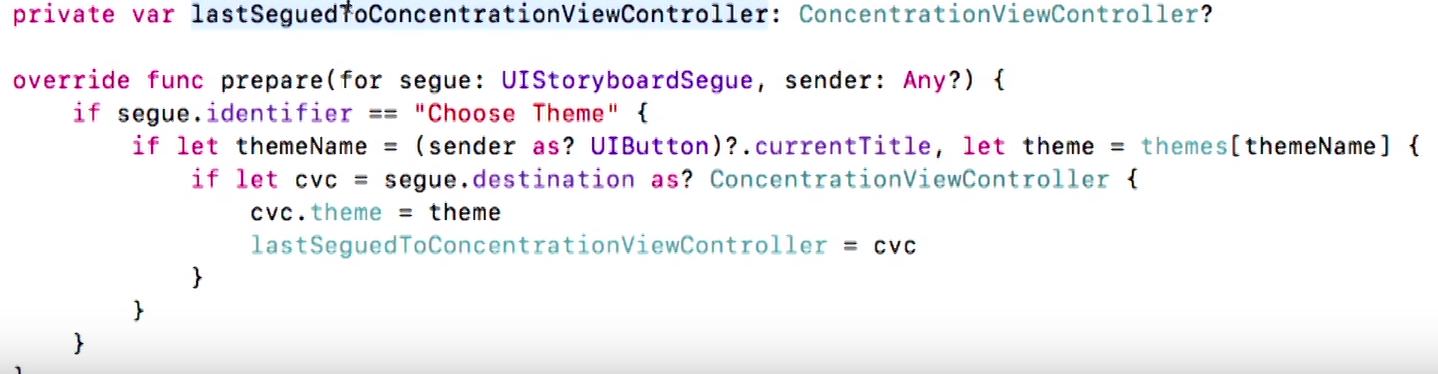 private var lastSeguedToConcentrationViewController: ConcentrationViewController?
override func prepare(for segue: UIStoryboardSegue, sender: Any?) {
if segue.identifier == "Choose Theme" {
if let themeName = (sender as? UIButton)?.currentTitle, let theme = themes[themeName] {
if let cvc = segue.destination as? ConcentrationViewController {
cvc.theme = theme
lastSeguedToConcentrationViewController = cvc
}
}
}
}